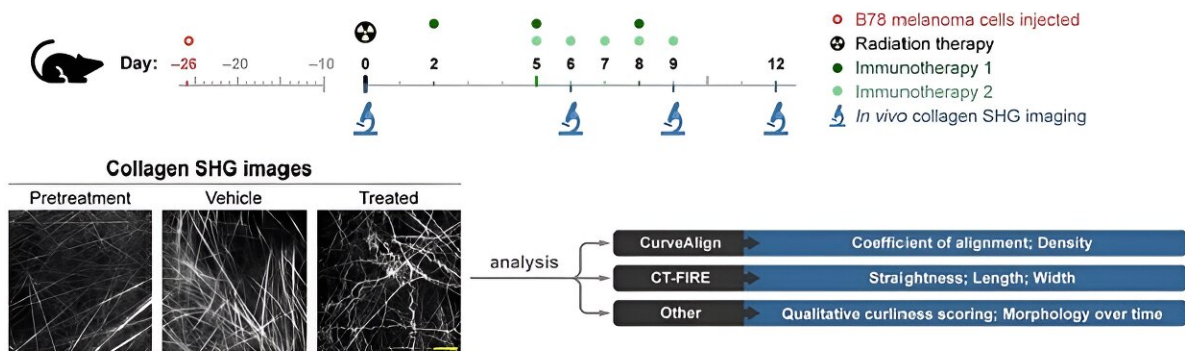 B78 melanoma cells injected
Radiation therapy
Immunotherapy 1
Immunotherapy 2
In vivo collagen SHG imaging
Day: -26 -20 -10 0 2 5 6 7 8 9 12
Collagen SHG images
Pretreatment Vehicle Treated
analysis
CurveAlign Coefficient of alignment; Density
CT-FIRE Straightness; Length; Width
Other Qualitative curliness scoring; Morphology over time